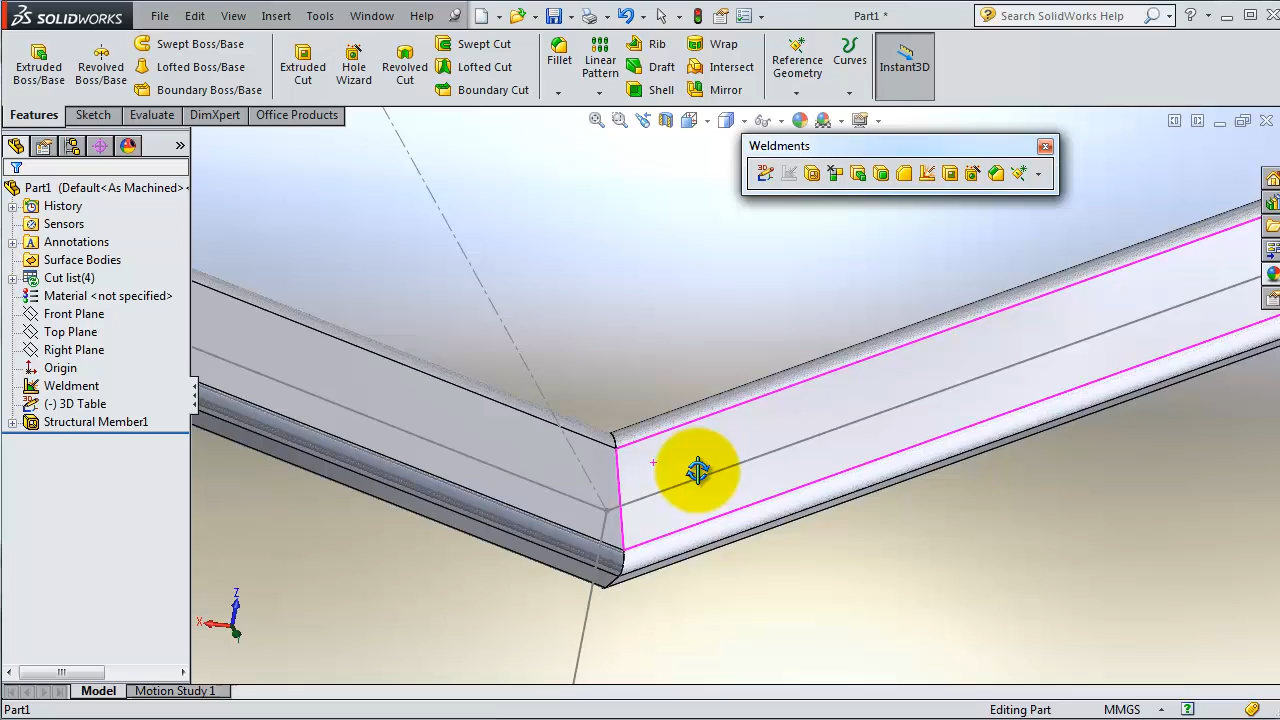 SOLIDWORKS File Edit View Insert Tools Window Help Part1 * Search SolidWorks Help
Extruded Boss/Base
Revolved Boss/Base
Swept Boss/Base
Lofted Boss/Base
Boundary Boss/Base
Extruded Cut
Hole Wizard
Revolved Cut
Swept Cut
Lofted Cut
Boundary Cut
Fillet
Linear Pattern
Rib
Draft
Shell
Wrap
Intersect
Mirror
Reference Geometry
Curves
Instant3D
Features Sketch Evaluate DimXpert Office Products
Weldments
Part1 (Default<As Machined>
History
Sensors
Annotations
Surface Bodies
Cut list(4)
Material <not specified>
Front Plane
Top Plane
Right Plane
Origin
Weldment
(-) 3D Table
Structural Member1
Z
X
Model Motion Study 1
Part1 Editing Part MMGS